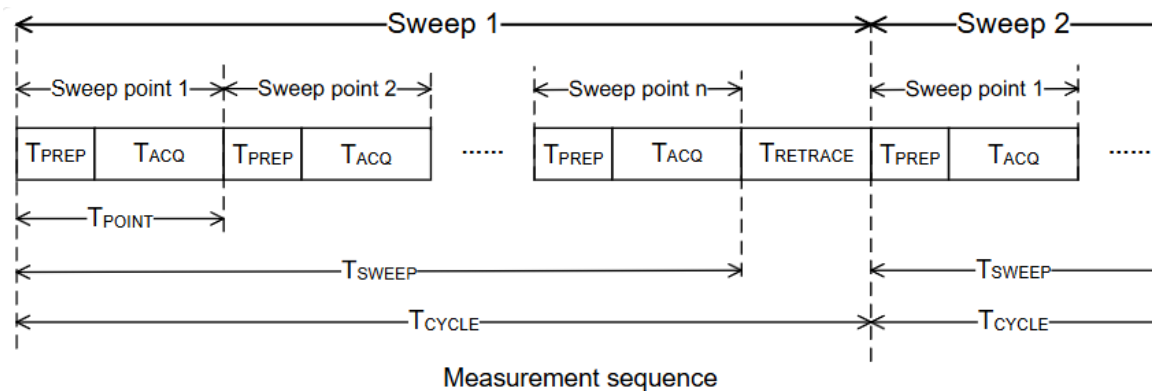 Sweep 1 Sweep 2
Sweep point 1 Sweep point 2 Sweep point n Sweep point 1
TPREP TACQ TPREP TACQ ...... TPREP TACQ TRETRACE TPREP TACQ ......
TPOINT
TSWEEP TSWEEP
TCYCLE TCYCLE
Measurement sequence